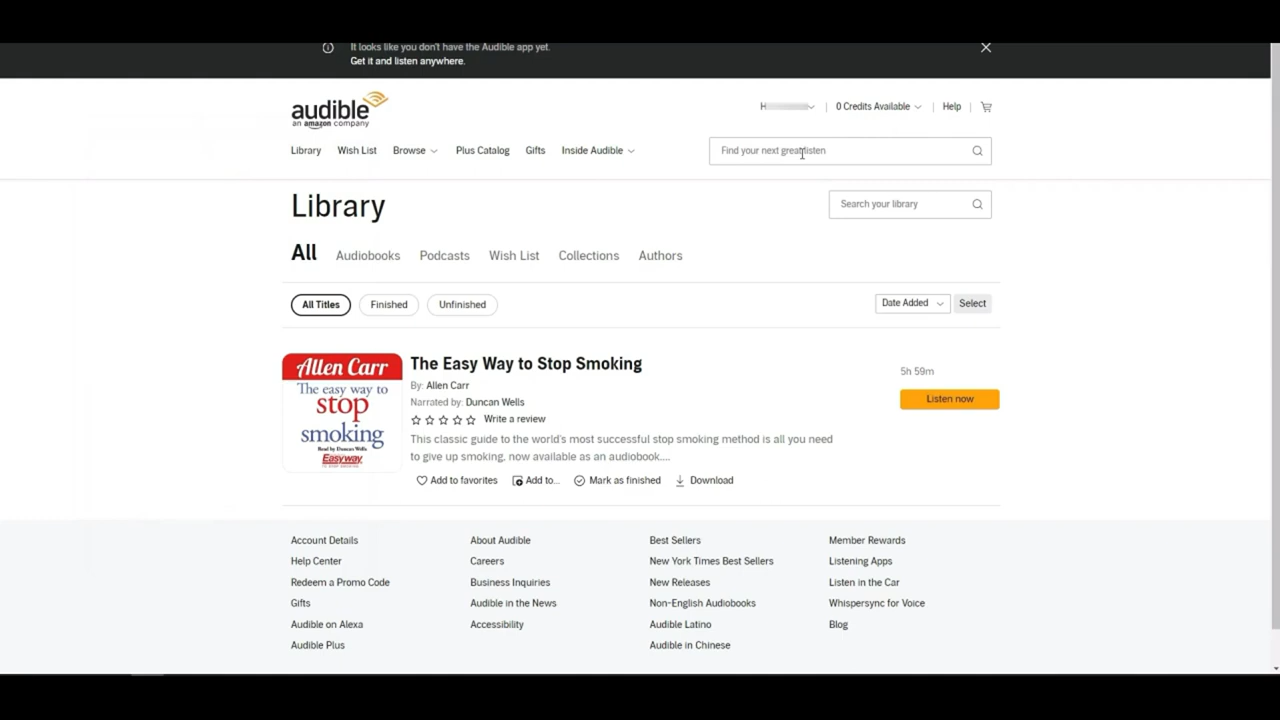 It looks like you don't have the Audible app yet.
Get it and listen anywhere.
audible
an amazon company
H
0 Credits Available
Help
Library
Wish List
Browse
Plus Catalog
Gifts
Inside Audible
Find your next great listen
Library
Search your library
All
Audiobooks
Podcasts
Wish List
Collections
Authors
All Titles
Finished
Unfinished
Date Added
Select
Allen Carr
The easy way to
stop
smoking
Read by Duncan Wells
Easyway
TO STOP SMOKING
The Easy Way to Stop Smoking
By: Allen Carr
Narrated by: Duncan Wells
Write a review
This classic guide to the world's most successful stop smoking method is all you need
to give up smoking, now available as an audiobook....
Add to favorites
Add to...
Mark as finished
Download
5h 59m
Listen now
Account Details
Help Center
Redeem a Promo Code
Gifts
Audible on Alexa
Audible Plus
About Audible
Careers
Business Inquiries
Audible in the News
Accessibility
Best Sellers
New York Times Best Sellers
New Releases
Non-English Audiobooks
Audible Latino
Audible in Chinese
Member Rewards
Listening Apps
Listen in the Car
Whispersync for Voice
Blog